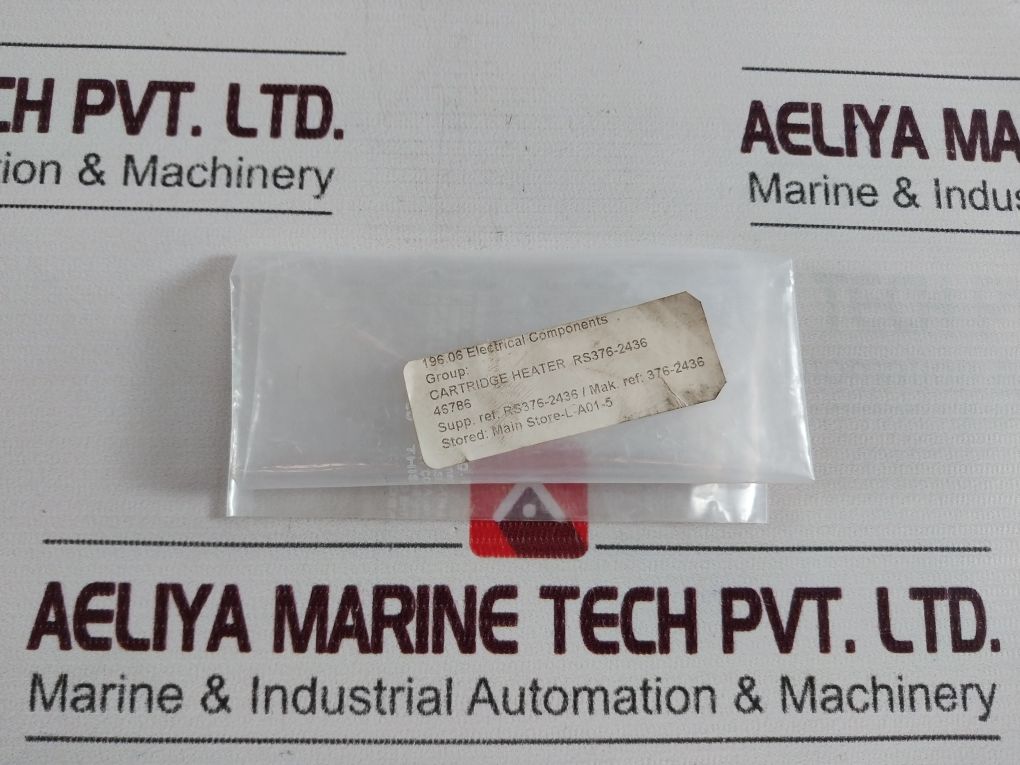 CH PVT. LTD.
tion & Machinery
AELIYA MA
Marine & Indus
196.06 Electrical Components
Group:
CARTRIDGE HEATER RS376-2436
46786
Supp. ref: RS376-2436 / Mak. ref: 376-2436
Stored: Main Store-L-A01-5
AELIYA MARINE TECH PVT. LTD.
Marine & Industrial Automation & Machinery